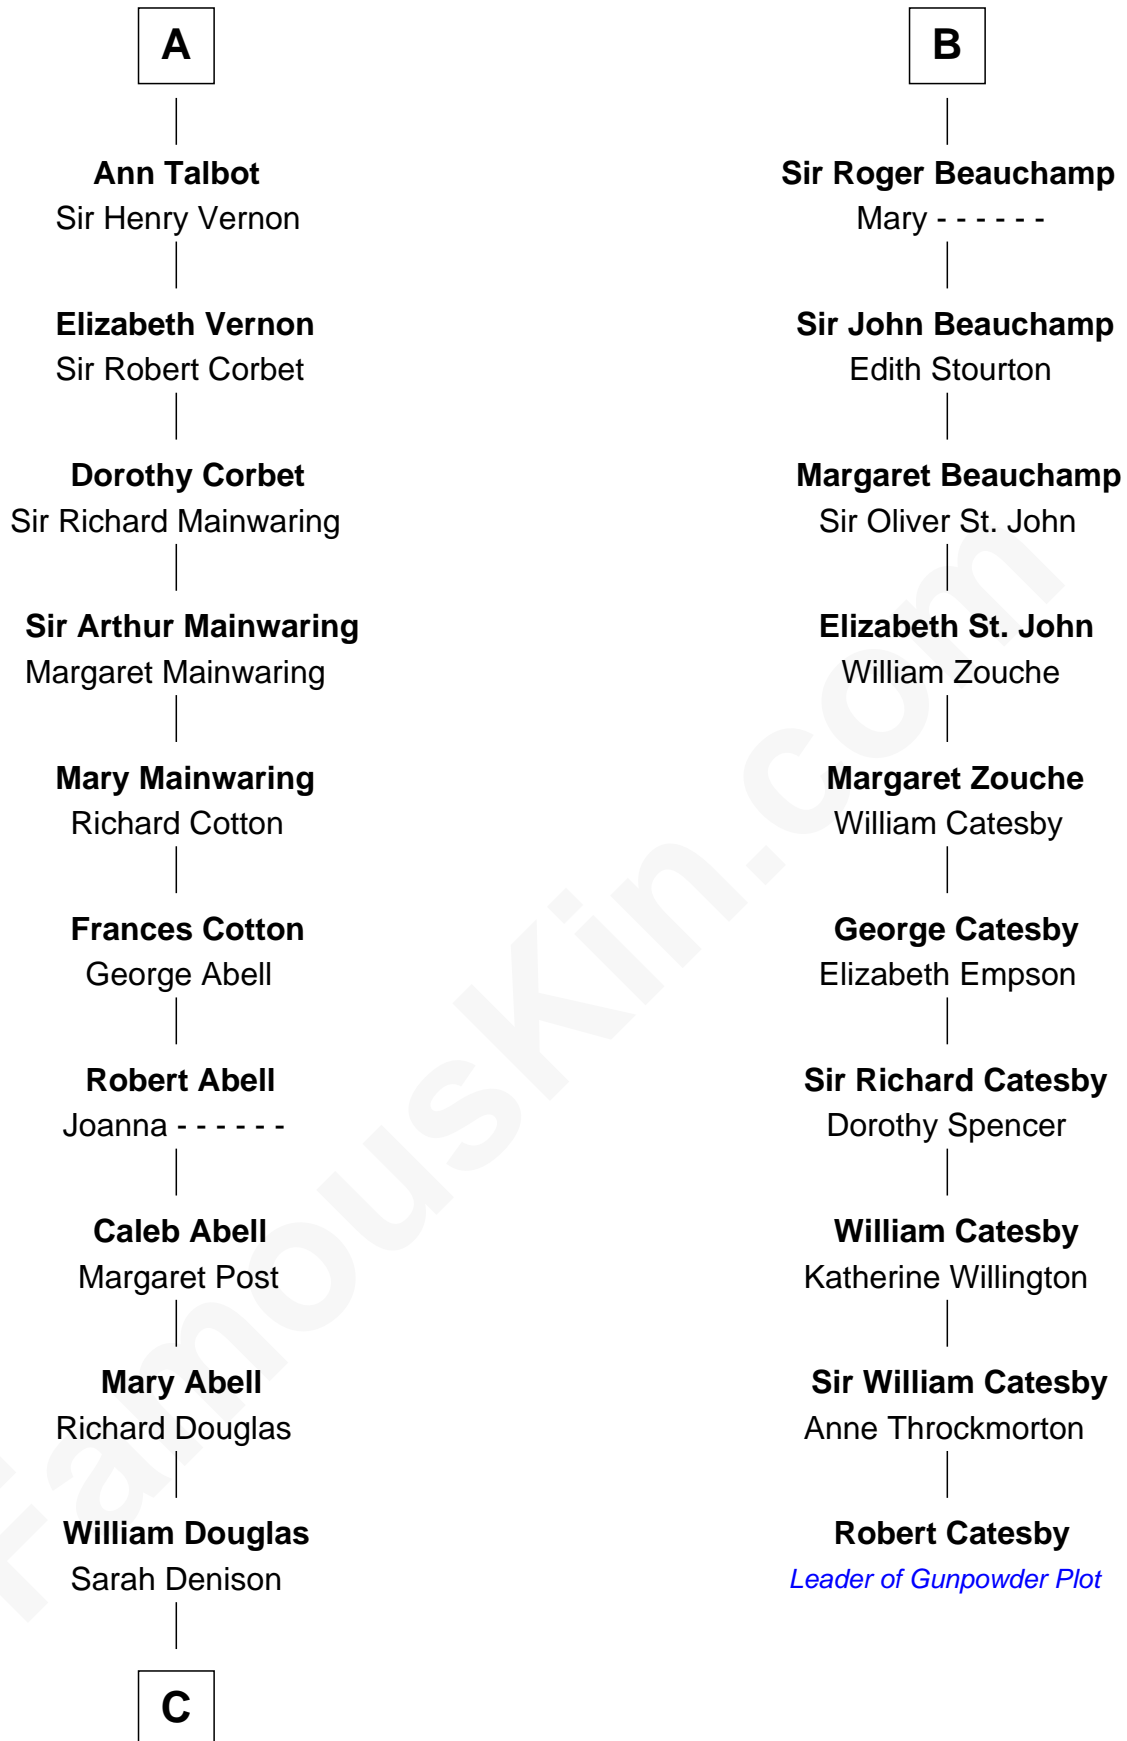 A
Ann Talbot
Sir Henry Vernon
Elizabeth Vernon
Sir Robert Corbet
Dorothy Corbet
Sir Richard Mainwaring
Sir Arthur Mainwaring
Margaret Mainwaring
Mary Mainwaring
Richard Cotton
Frances Cotton
George Abell
Robert Abell
Joanna - - - - - -
Caleb Abell
Margaret Post
Mary Abell
Richard Douglas
William Douglas
Sarah Denison
C
B
Sir Roger Beauchamp
Mary - - - - - -
Sir John Beauchamp
Edith Stourton
Margaret Beauchamp
Sir Oliver St. John
Elizabeth St. John
William Zouche
Margaret Zouche
William Catesby
George Catesby
Elizabeth Empson
Sir Richard Catesby
Dorothy Spencer
William Catesby
Katherine Willington
Sir William Catesby
Anne Throckmorton
Robert Catesby
Leader of Gunpowder Plot
FamousKin.com